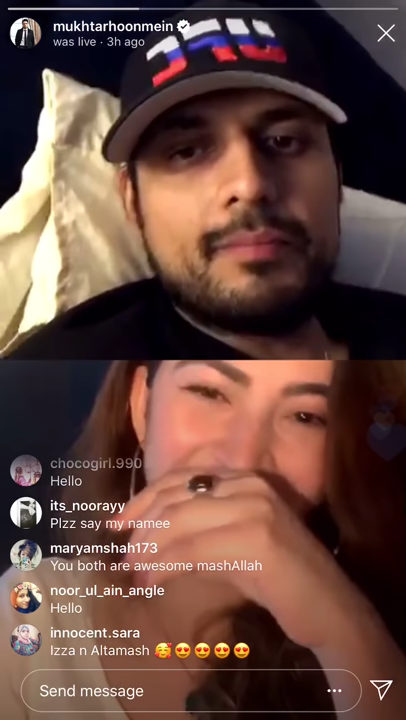 mukhtarhoonmein
was live · 3h ago
chocogirl.990
Hello
its_noorayy
Plzz say my namee
maryamshah173
You both are awesome mashAllah
noor_ul_ain_angle
Hello
innocent.sara
Izza n Altamash 🥰😍😍😍😍
Send message